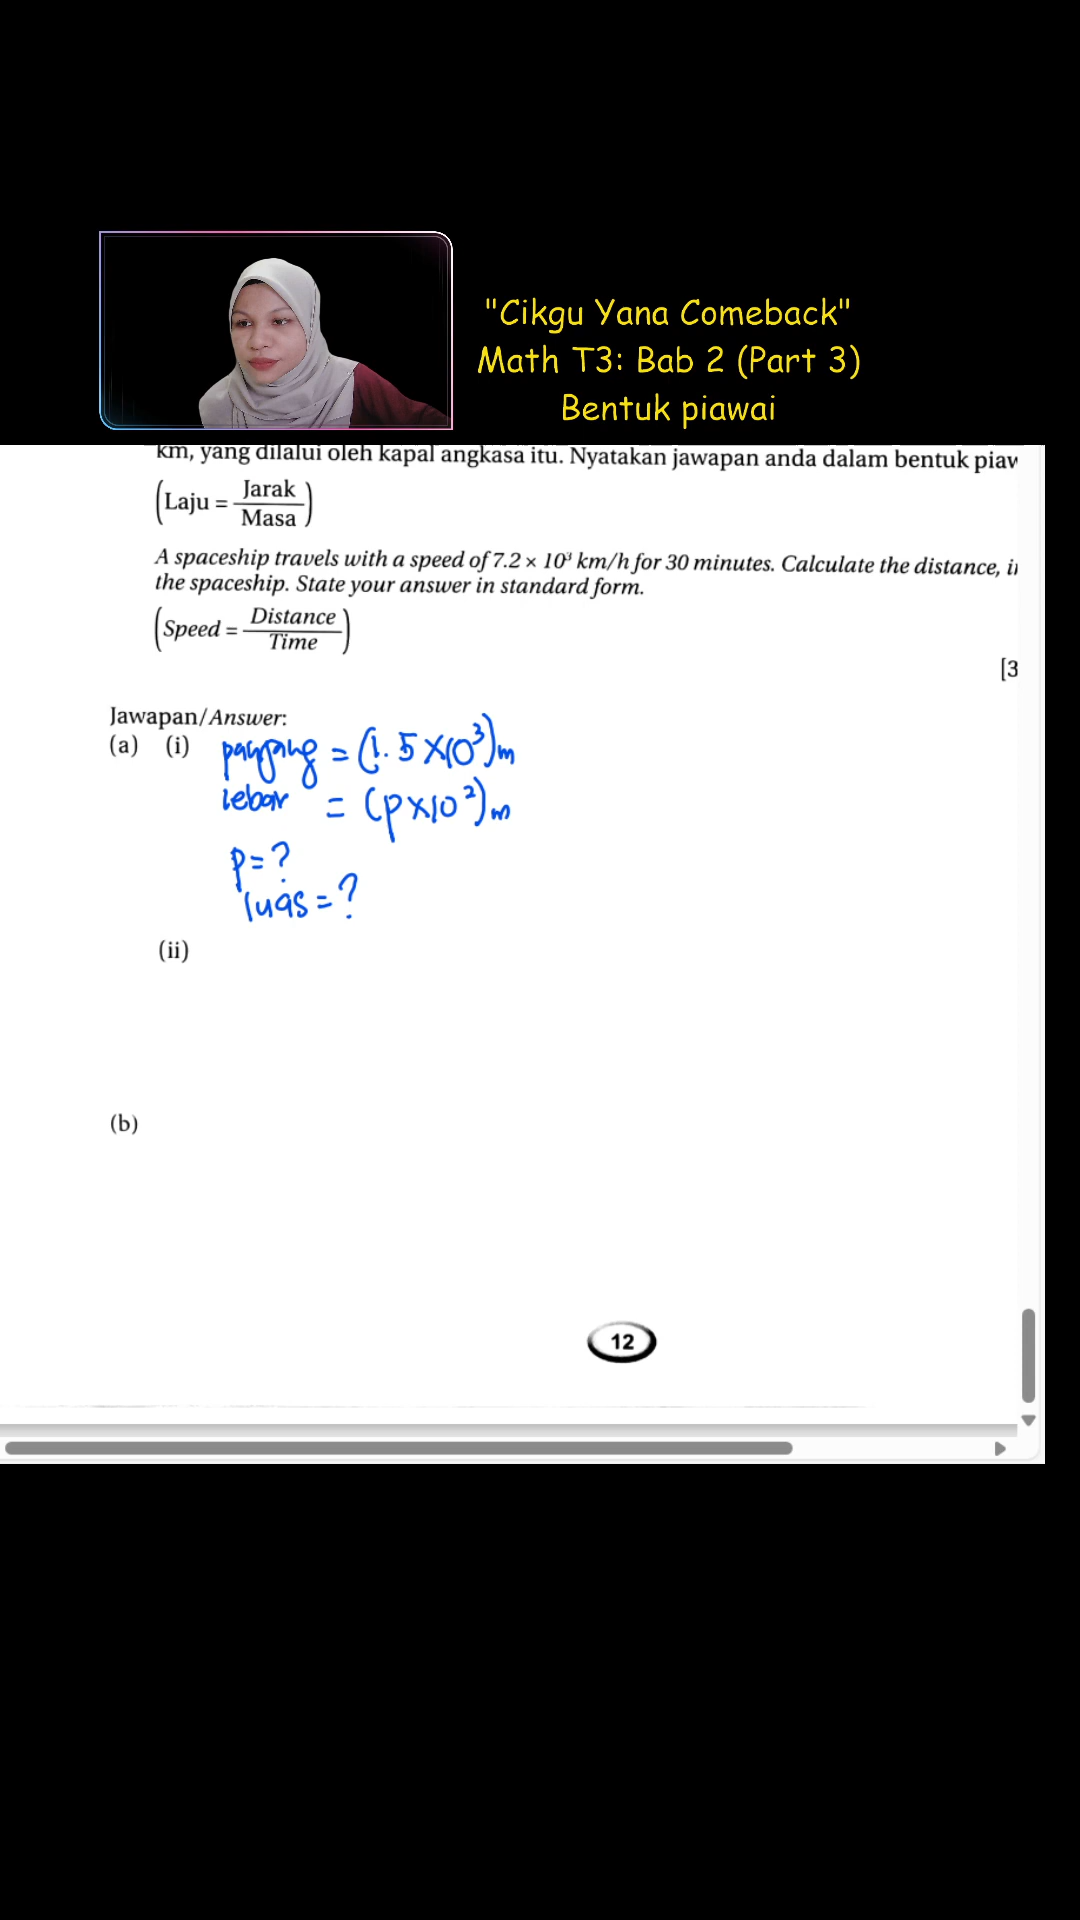 "Cikgu Yana Comeback"
Math T3: Bab 2 (Part 3)
Bentuk piawai
km, yang dilalui oleh kapal angkasa itu. Nyatakan jawapan anda dalam bentuk piaw
(Laju = Jarak / Masa)
A spaceship travels with a speed of 7.2 × 10³ km/h for 30 minutes. Calculate the distance, i
the spaceship. State your answer in standard form.
(Speed = Distance / Time)
[3
Jawapan/Answer:
(a) (i) panjang = (1.5 × 10³)m
lebar = (p×10²)m
p = ?
luas = ?
(ii)
(b)
12